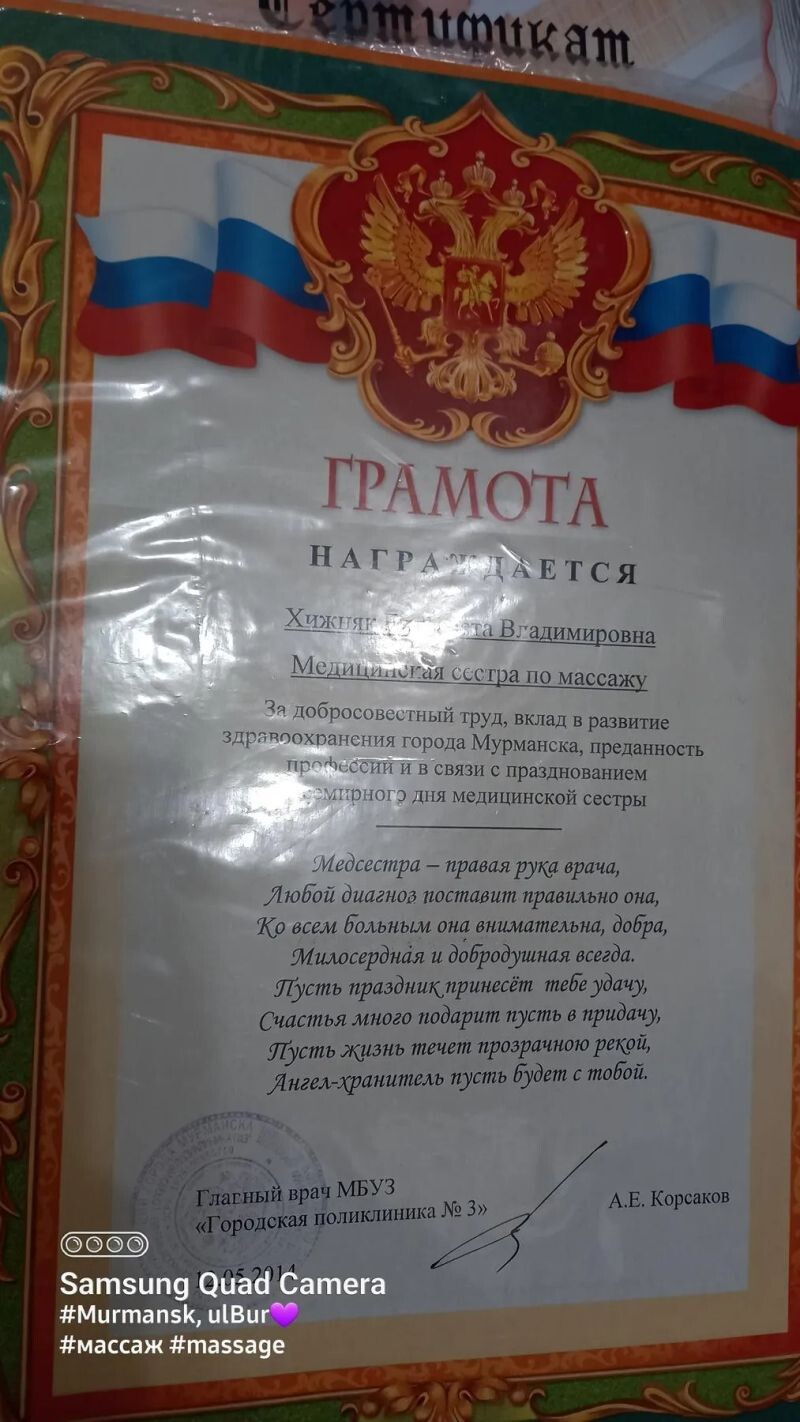 Сертификат
ГРАМОТА
НАГРАЖДАЕТСЯ
Хижняк Владимировна
Медицинская сестра по массажу
За добросовестный труд, вклад в развитие
здравоохранения города Мурманска, преданность
профессий и в связи с празднованием
дня медицинской сестры
Медсестра – правая рука врача,
Любой диагноз поставит правильно она,
Ко всем больным она внимательна, добра,
Милосердная и добродушная всегда.
Пусть праздник принесёт тебе удачу,
Счастья много подарит пусть в придачу,
Пусть жизнь течет прозрачною рекой,
Ангел-хранитель пусть будет с тобой.
Главный врач МБУЗ
«Городская поликлиника № 3»
А.Е. Корсаков
12.05.2014
Samsung Quad Camera
#Murmansk, ulBur💜
#массаж #massage